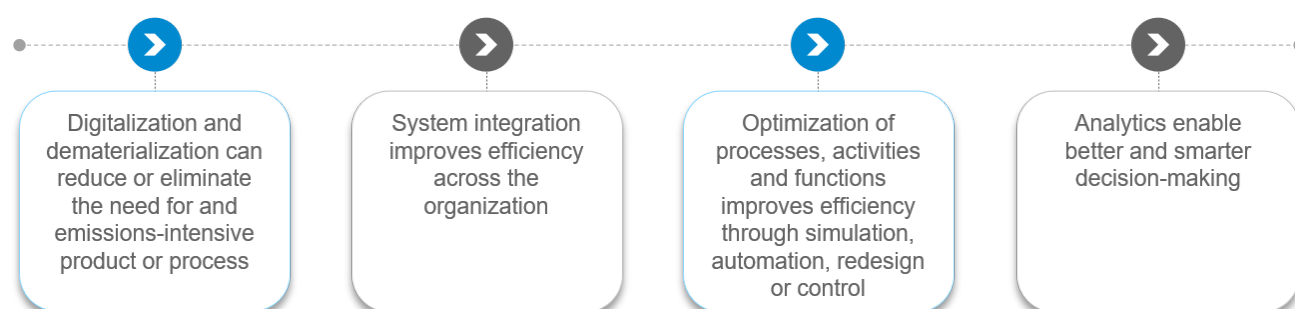 Digitalization and
dematerialization can
reduce or eliminate
the need for and
emissions-intensive
product or process
System integration
improves efficiency
across the
organization
Optimization of
processes, activities
and functions
improves efficiency
through simulation,
automation, redesign
or control
Analytics enable
better and smarter
decision-making